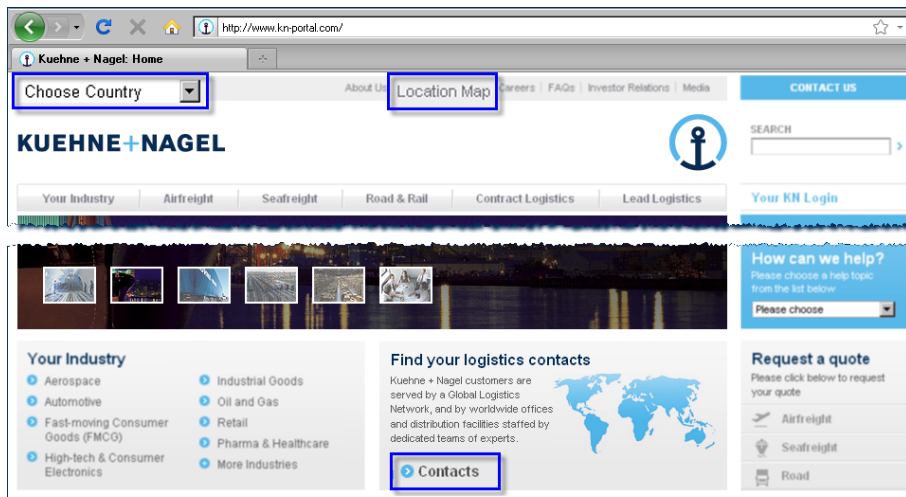 http://www.kn-portal.com/
Kuehne + Nagel: Home
Choose Country
About Us Location Map Careers | FAQs | Investor Relations | Media
CONTACT US
KUEHNE+NAGEL
SEARCH
Your Industry Airfreight Seafreight Road & Rail Contract Logistics Lead Logistics
Your KN Login
How can we help?
Please choose a help topic
from the list below
Please choose
Your Industry
Aerospace
Automotive
Fast-moving Consumer
Goods (FMCG)
High-tech & Consumer
Electronics
Industrial Goods
Oil and Gas
Retail
Pharma & Healthcare
More Industries
Find your logistics contacts
Kuehne + Nagel customers are
served by a Global Logistics
Network, and by worldwide offices
and distribution facilities staffed by
dedicated teams of experts.
Contacts
Request a quote
Please click below to request
your quote
Airfreight
Seafreight
Road